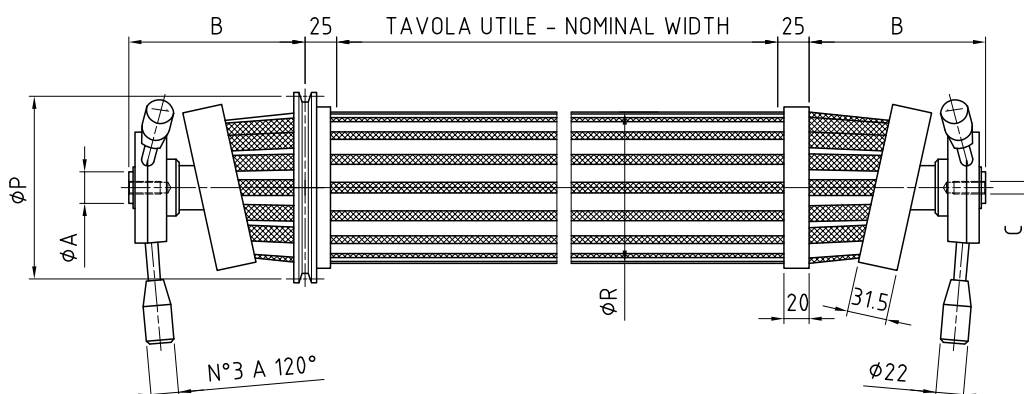 B 25 TAVOLA UTILE - NOMINAL WIDTH 25 B
ϕP
ϕA
ϕR
C
20
31.5
N°3 A 120°
ϕ22